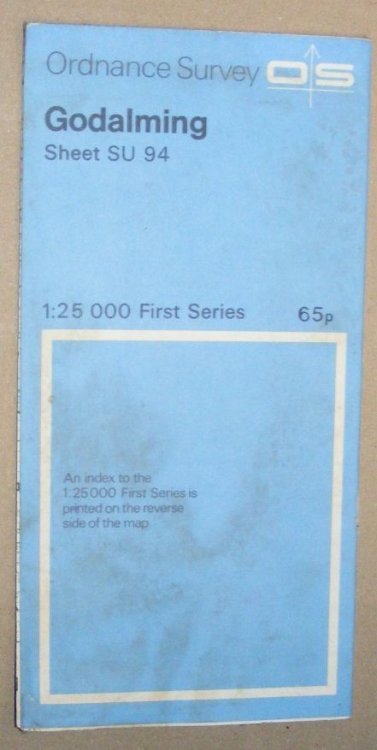 Ordnance Survey OS
Godalming
Sheet SU 94
1:25 000 First Series 65p
An index to the
1:25000 First Series is
printed on the reverse
side of the map